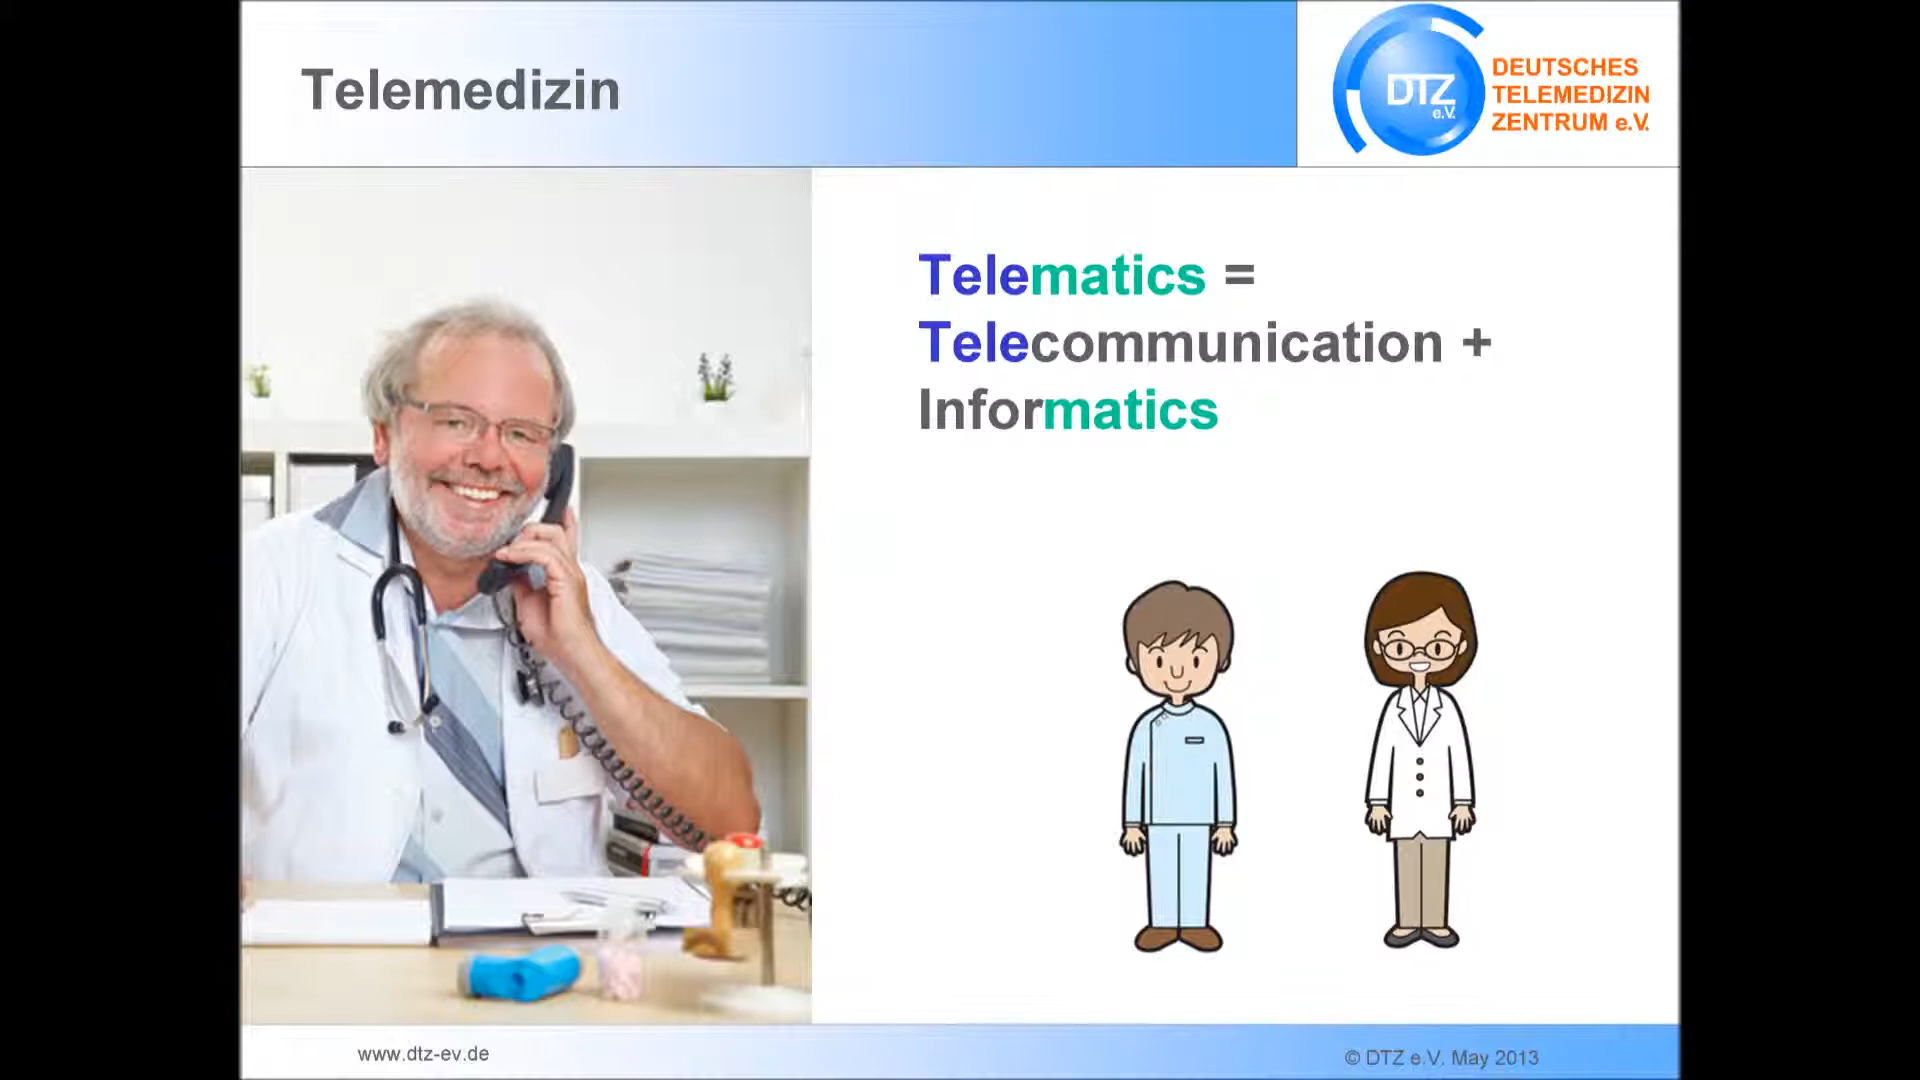 Telemedizin
DTZ
e.V.
DEUTSCHES
TELEMEDIZIN
ZENTRUM e.V.
Telematics =
Telecommunication +
Informatics
www.dtz-ev.de
© DTZ e.V. May 2013